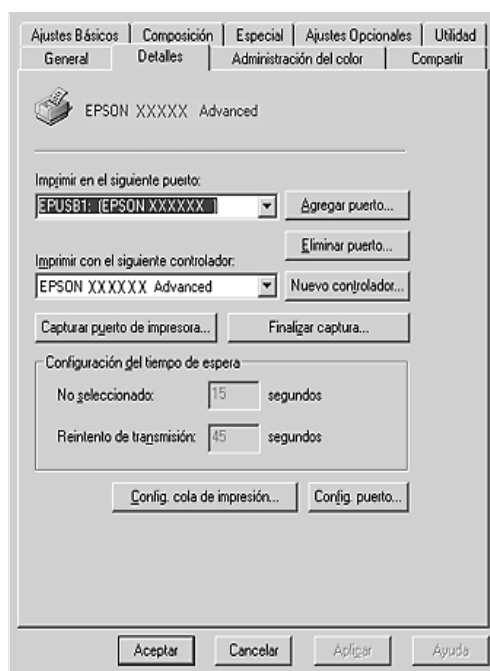 Ajustes Básicos Composición Especial Ajustes Opcionales Utilidad
General Detalles Administración del color Compartir
EPSON XXXXX Advanced
Imprimir en el siguiente puerto:
EPUSB1: (EPSON XXXXXX ) Agregar puerto...
Eliminar puerto...
Imprimir con el siguiente controlador:
EPSON XXXXXX Advanced Nuevo controlador...
Capturar puerto de impresora... Finalizar captura...
Configuración del tiempo de espera
No seleccionado: 15 segundos
Reintento de transmisión: 45 segundos
Config. cola de impresión... Config. puerto...
Aceptar Cancelar Aplicar Ayuda